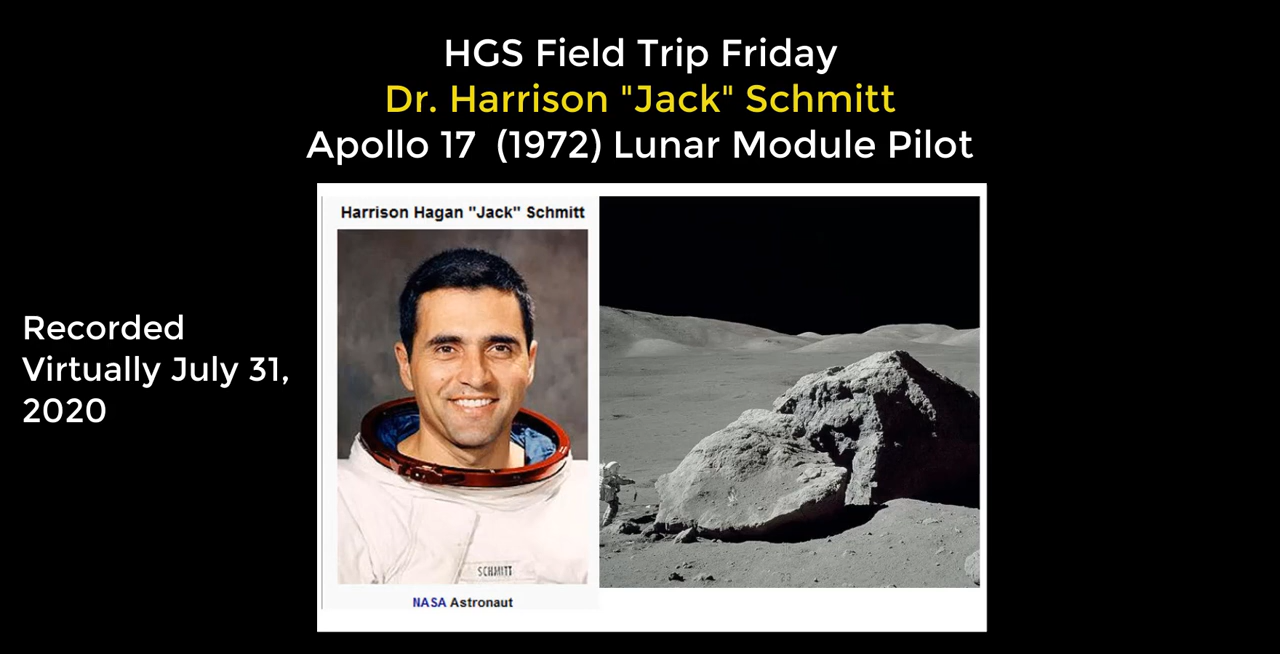 HGS Field Trip Friday
Dr. Harrison "Jack" Schmitt
Apollo 17 (1972) Lunar Module Pilot
Harrison Hagan "Jack" Schmitt
Recorded
Virtually July 31,
2020
SCHMITT
NASA Astronaut